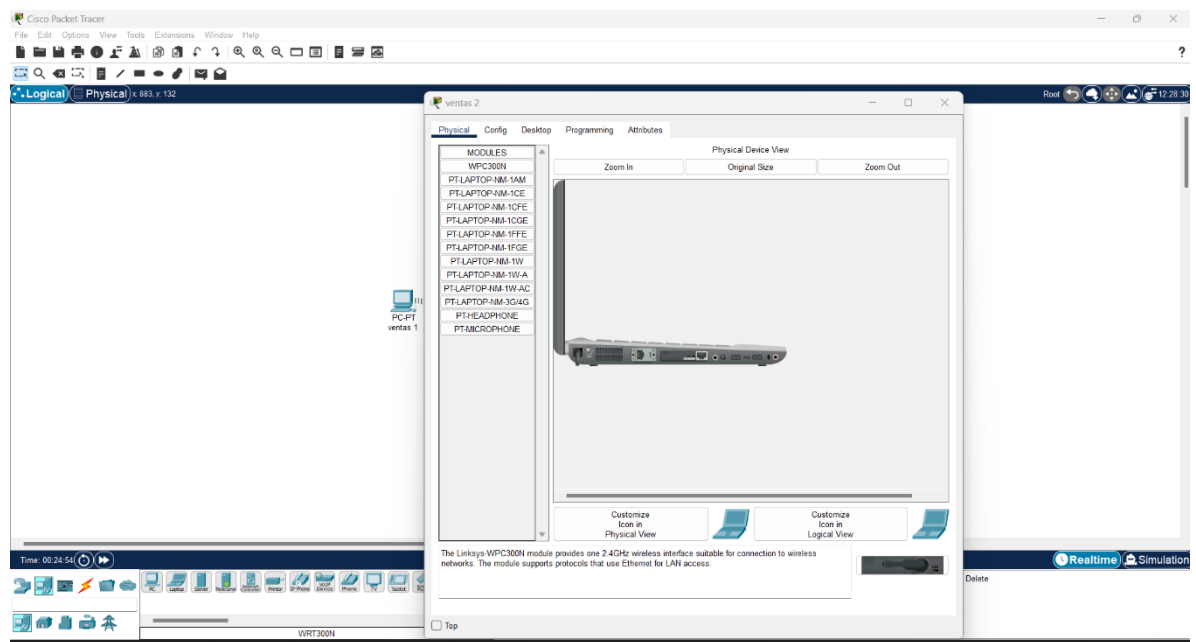 Cisco Packet Tracer
File Edit Options View Tools Extensions Window Help
?
Logical Physical x: 883, y: 132
Root 12:28:30
PC-PT
ventas 1
ventas 2
Physical Config Desktop Programming Attributes
MODULES
WPC300N
PT-LAPTOP-NM-1AM
PT-LAPTOP-NM-1CE
PT-LAPTOP-NM-1CFE
PT-LAPTOP-NM-1CGE
PT-LAPTOP-NM-1FFE
PT-LAPTOP-NM-1FGE
PT-LAPTOP-NM-1W
PT-LAPTOP-NM-1W-A
PT-LAPTOP-NM-1W-AC
PT-LAPTOP-NM-3G/4G
PT-HEADPHONE
PT-MICROPHONE
Physical Device View
Zoom In Original Size Zoom Out
Customize
Icon in
Physical View
Customize
Icon in
Logical View
The Linksys-WPC300N module provides one 2.4GHz wireless interface suitable for connection to wireless
networks. The module supports protocols that use Ethernet for LAN access.
Top
Time: 00:24:54
Realtime Simulation
PC Laptop Server Printer IP Phone VoIP Device Phone TV Tablet
Delete
WRT300N